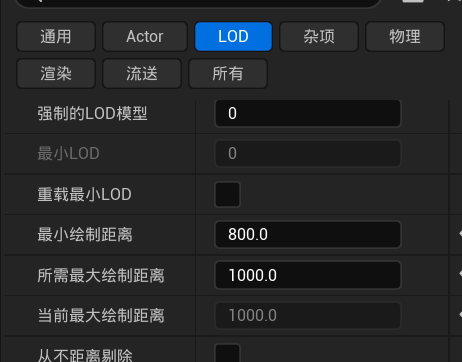 通用 Actor LOD 杂项 物理
渲染 流送 所有
强制的LOD模型 0
最小LOD 0
重载最小LOD
最小绘制距离 800.0
所需最大绘制距离 1000.0
当前最大绘制距离 1000.0
从不距离剔除